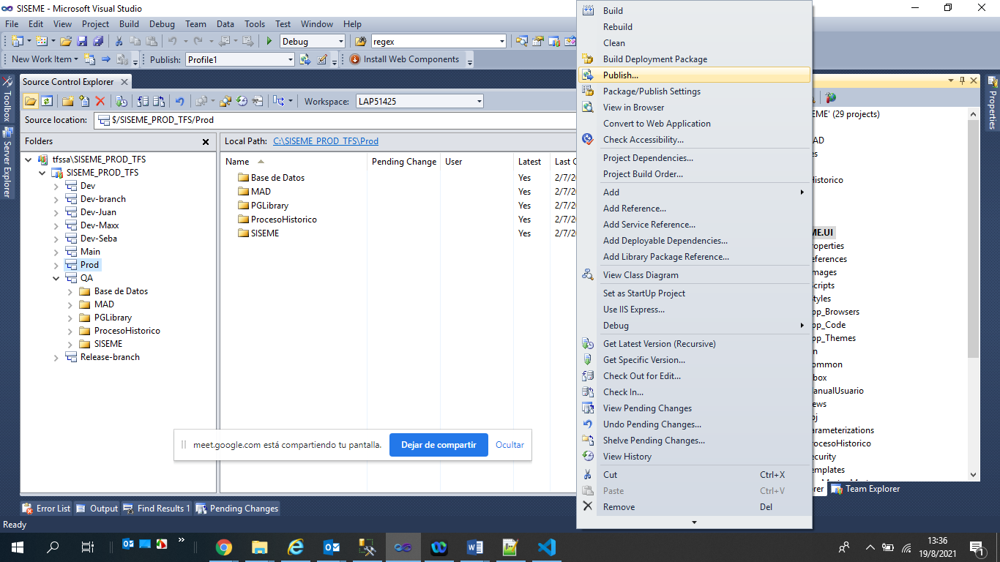 SISEME - Microsoft Visual Studio
File Edit View Project Build Debug Team Data Tools Test Window Help
Debug regex
New Work Item Publish: Profile1 Install Web Components
Toolbox
Server Explorer
Source Control Explorer
Workspace: LAP51425
Source location: $/SISEME_PROD_TFS/Prod
Folders
tfssa\SISEME_PROD_TFS
SISEME_PROD_TFS
Dev
Dev-branch
Dev-Juan
Dev-Maxx
Dev-Seba
Main
Prod
QA
Base de Datos
MAD
PGLibrary
ProcesoHistorico
SISEME
Release-branch
Local Path: C:\SISEME_PROD_TFS\Prod
Name Pending Change User Latest Last C
Base de Datos Yes 2/7/20
MAD Yes 2/7/20
PGLibrary Yes 2/7/20
ProcesoHistorico Yes 2/7/20
SISEME Yes 2/7/20
meet.google.com está compartiendo tu pantalla. Dejar de compartir Ocultar
Build
Rebuild
Clean
Build Deployment Package
Publish...
Package/Publish Settings
View in Browser
Convert to Web Application
Check Accessibility...
Project Dependencies...
Project Build Order...
Add
Add Reference...
Add Service Reference...
Add Deployable Dependencies...
Add Library Package Reference...
View Class Diagram
Set as StartUp Project
Use IIS Express...
Debug
Get Latest Version (Recursive)
Get Specific Version...
Check Out for Edit...
Check In...
View Pending Changes
Undo Pending Changes...
Shelve Pending Changes...
View History
Cut Ctrl+X
Paste Ctrl+V
Remove Del
EME' (29 projects)
AD
es
Historico
ME.UI
roperties
eferences
mages
cripts
tyles
pp_Browsers
pp_Code
pp_Themes
in
ommon
box
anualUsuario
ews
bj
arameterizations
rocesoHistorico
ecurity
emplates
rer Team Explorer
Properties
Error List Output Find Results 1 Pending Changes
Ready
13:36
19/8/2021
1